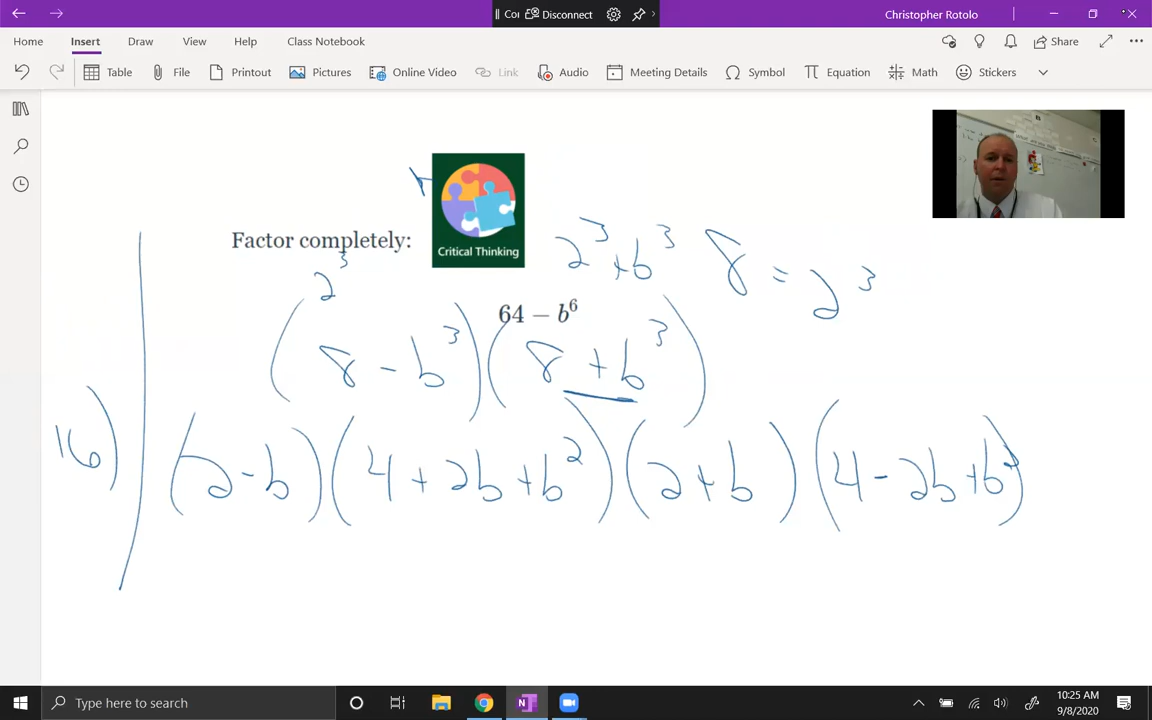 Con Disconnect
Christopher Rotolo
Home Insert Draw View Help Class Notebook
Share
Table File Printout Pictures Online Video Link Audio Meeting Details Symbol Equation Math Stickers
Critical Thinking
Factor completely:
2³ + b³
8 = 2³
2³
64 − b⁶
(8 - b³)(8 + b³)
16)
(2 - b)(4 + 2b + b²)(2 + b)(4 - 2b + b²)
Type here to search
N
10:25 AM
9/8/2020